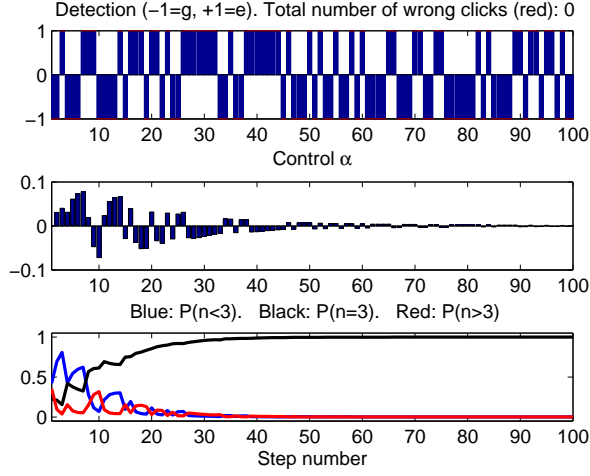 Detection (−1=g, +1=e). Total number of wrong clicks (red): 0
1
0
−1
10 20 30 40 50 60 70 80 90 100
Control α
0.1
0
−0.1
10 20 30 40 50 60 70 80 90 100
Blue: P(n<3). Black: P(n=3). Red: P(n>3)
1
0.5
0
10 20 30 40 50 60 70 80 90 100
Step number